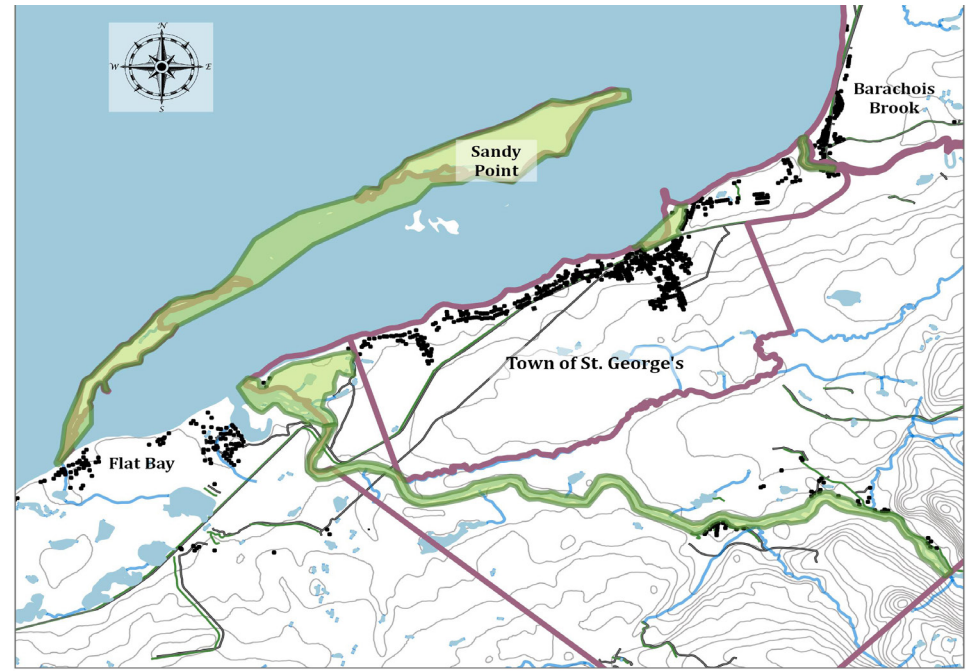 N
W
E
S
Barachois
Brook
Sandy
Point
Town of St. George's
Flat Bay